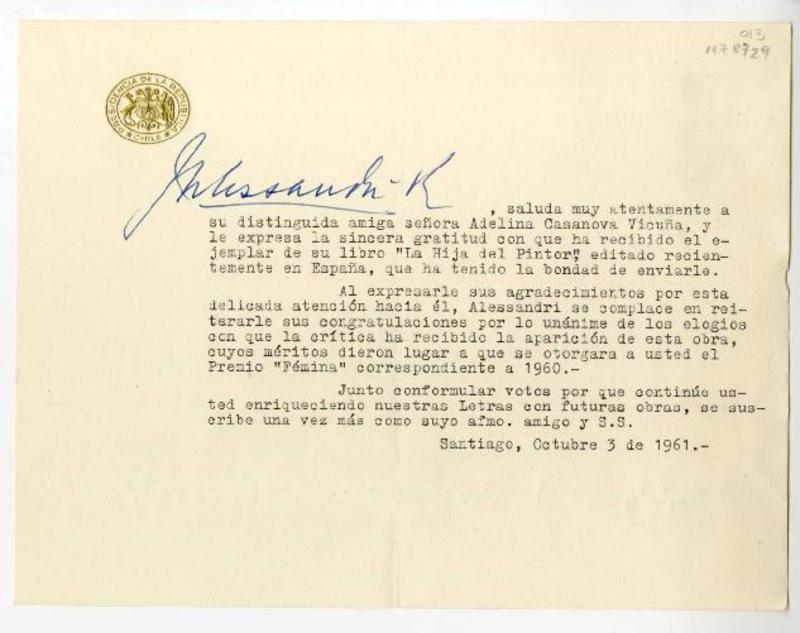 013
1178729
PRESIDENCIA DE LA REPUBLICA
CHILE
JAlessandri R
, saluda muy atentamente a
su distinguida amiga señora Adelina Casanova Vicuña, y
le expresa la sincera gratitud con que ha recibido el e-
jemplar de su libro "La Hija del Pintor", editado recien-
temente en España, que ha tenido la bondad de enviarle.
Al expresarle sus agradecimientos por esta
delicada atención hacia él, Alessandri se complace en rei-
terarle sus congratulaciones por lo unánime de los elogios
con que la crítica ha recibido la aparición de esta obra,
cuyos méritos dieron lugar a que se otorgara a usted el
Premio "Fémina" correspondiente a 1960.-
Junto conformular votos por que continúe us-
ted enriqueciendo nuestras Letras con futuras obras, se sus-
cribe una vez más como suyo afmo. amigo y S.S.
Santiago, Octubre 3 de 1961.-